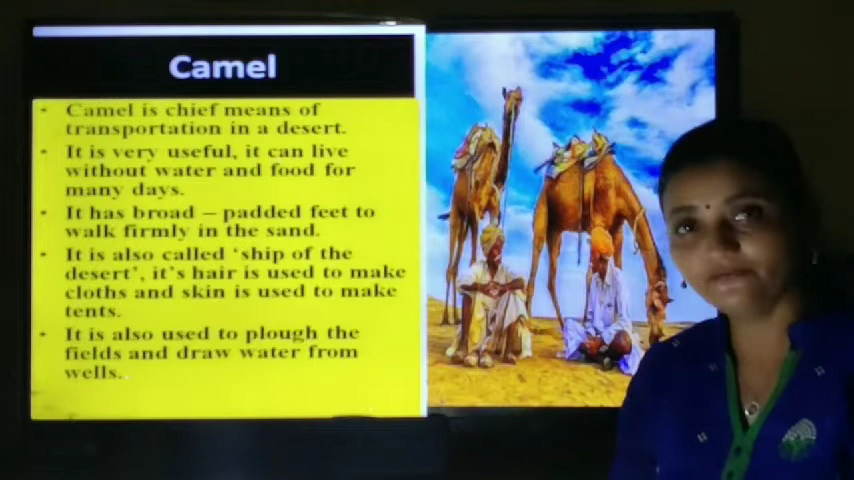 Camel
• Camel is chief means of
transportation in a desert.
• It is very useful, it can live
without water and food for
many days.
• It has broad – padded feet to
walk firmly in the sand.
• It is also called ‘ship of the
desert’, it’s hair is used to make
cloths and skin is used to make
tents.
• It is also used to plough the
fields and draw water from
wells.